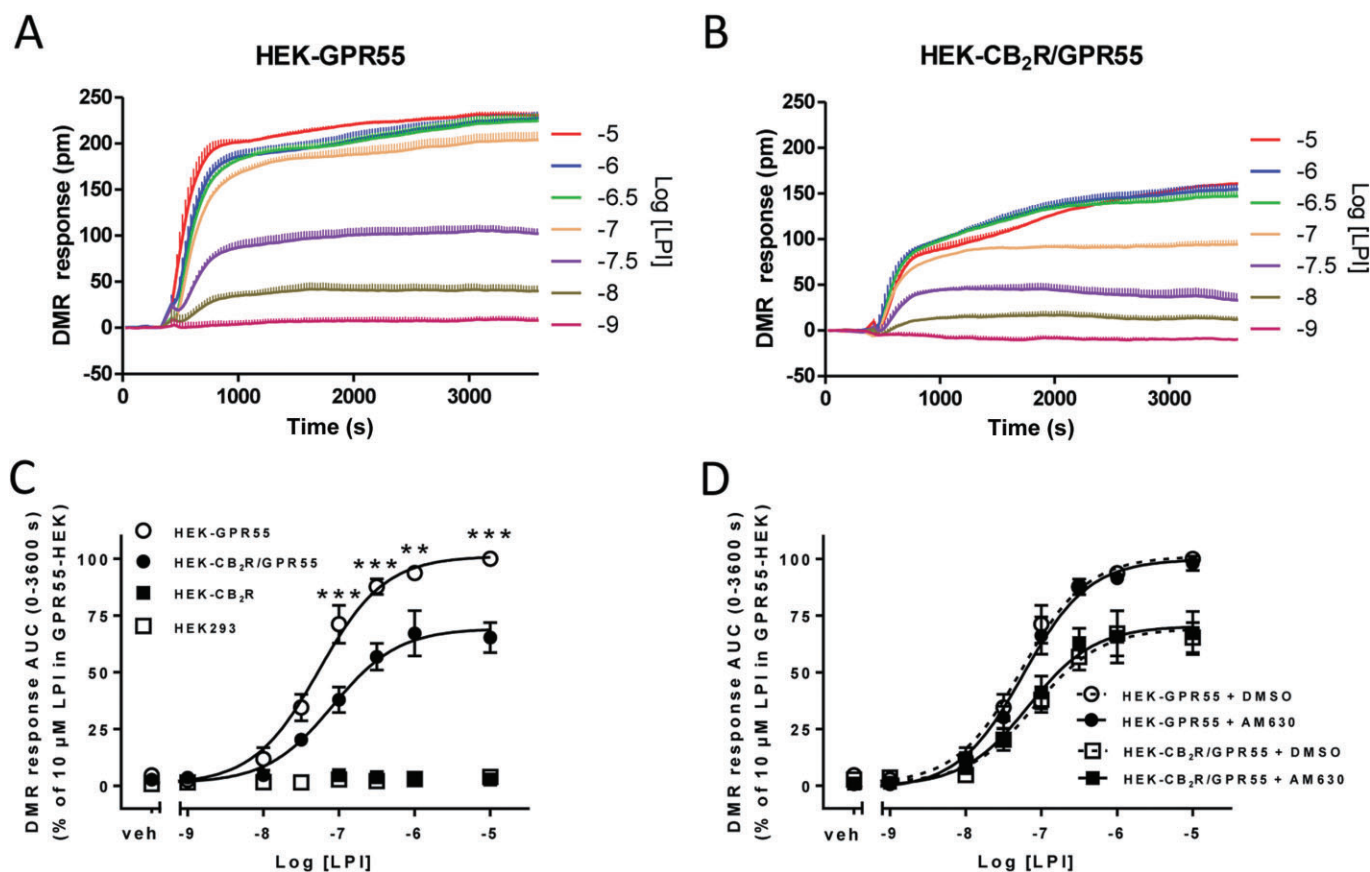 A
HEK-GPR55
DMR response (pm)
250
200
150
100
50
0
-50
0
1000
2000
3000
Time (s)
-5
-6
-6.5
-7
-7.5
-8
-9
Log [LPI]
B
HEK-CB₂R/GPR55
DMR response (pm)
250
200
150
100
50
0
-50
0
1000
2000
3000
Time (s)
-5
-6
-6.5
-7
-7.5
-8
-9
Log [LPI]
C
DMR response AUC (0-3600 s)
(% of 10 µM LPI in GPR55-HEK)
HEK-GPR55
HEK-CB₂R/GPR55
HEK-CB₂R
HEK293
***
***
**
***
100
75
50
25
0
veh
-9
-8
-7
-6
-5
Log [LPI]
D
DMR response AUC (0-3600 s)
(% of 10 µM LPI in GPR55-HEK)
100
75
50
25
0
HEK-GPR55 + DMSO
HEK-GPR55 + AM630
HEK-CB₂R/GPR55 + DMSO
HEK-CB₂R/GPR55 + AM630
veh
-9
-8
-7
-6
-5
Log [LPI]